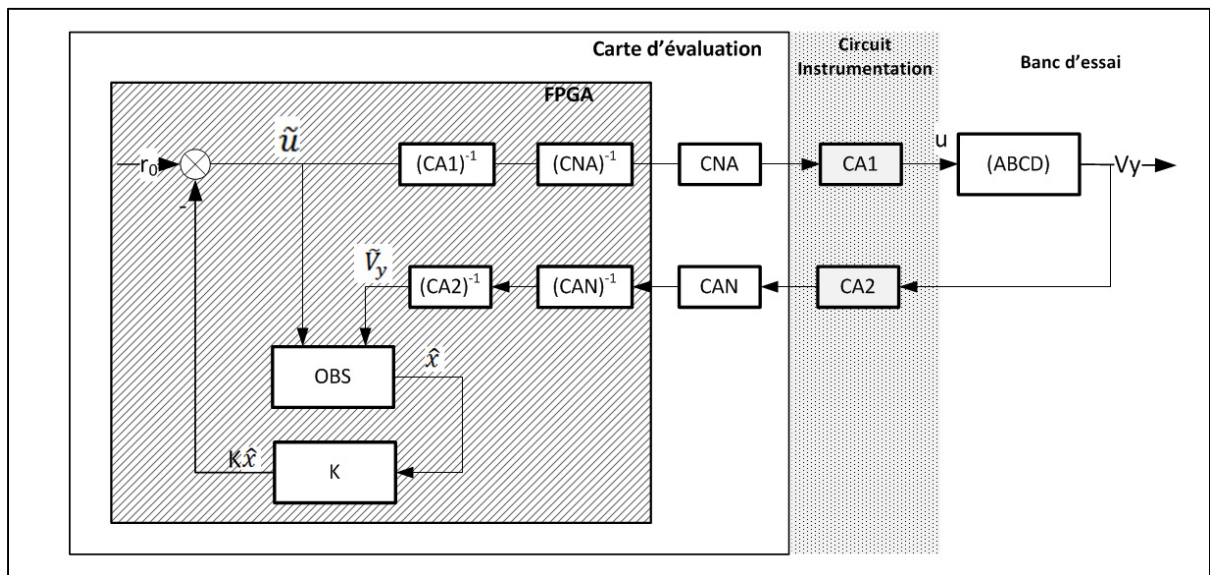 Carte d'évaluation
Circuit
Instrumentation
Banc d'essai
FPGA
r₀
-
ũ
(CA1)⁻¹
(CNA)⁻¹
CNA
CA1
u
(ABCD)
Vy
Ṽy
(CA2)⁻¹
(CAN)⁻¹
CAN
CA2
OBS
x̂
Kx̂
K